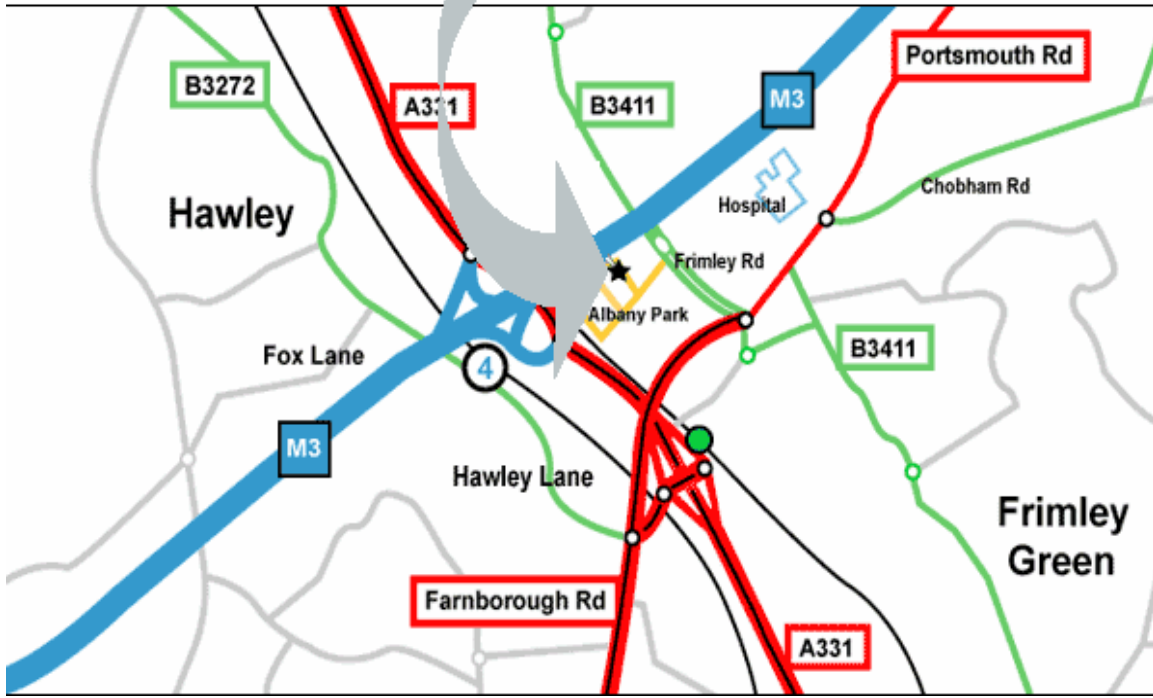 Portsmouth Rd
B3272
A331
B3411
M3
Hospital
Chobham Rd
Hawley
Frimley Rd
Albany Park
Fox Lane
4
B3411
M3
Hawley Lane
Frimley
Green
Farnborough Rd
A331